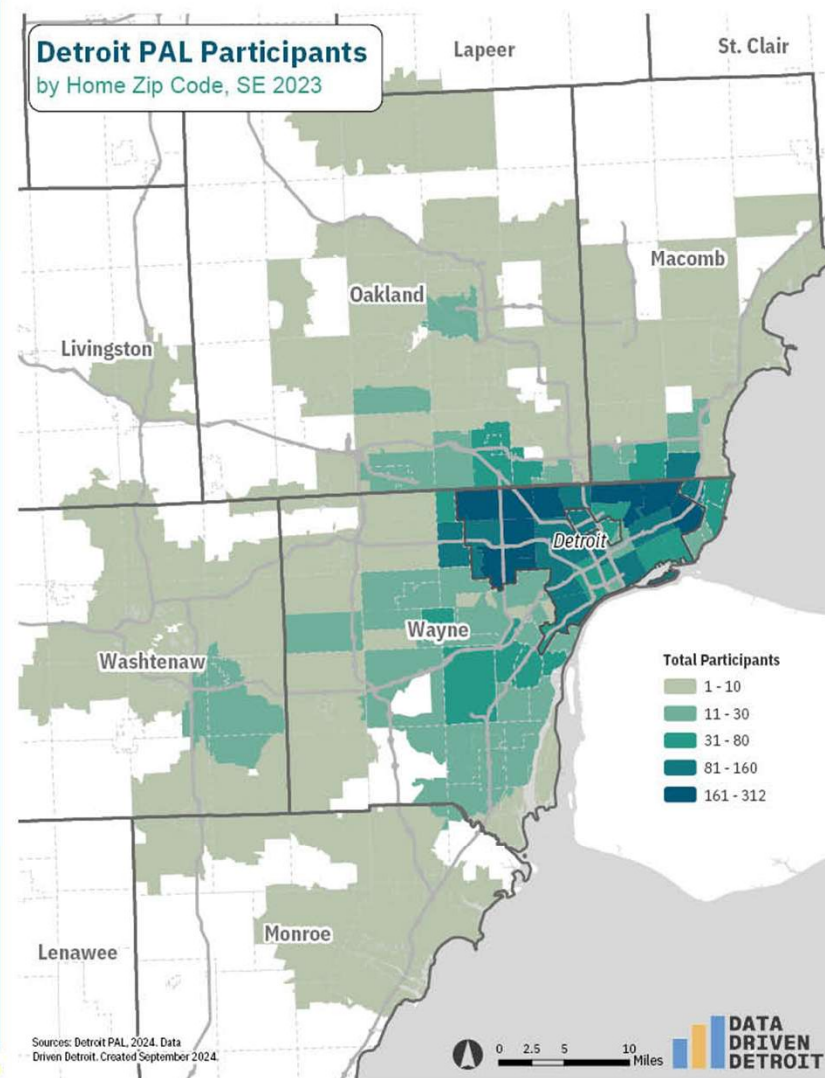 Detroit PAL Participants
by Home Zip Code, SE 2023
Lapeer
St. Clair
Macomb
Oakland
Livingston
Detroit
Wayne
Washtenaw
Total Participants
1 - 10
11 - 30
31 - 80
81 - 160
161 - 312
Monroe
Lenawee
Sources: Detroit PAL, 2024. Data
Driven Detroit. Created September 2024.
0 2.5 5 10
Miles
DATA
DRIVEN
DETROIT